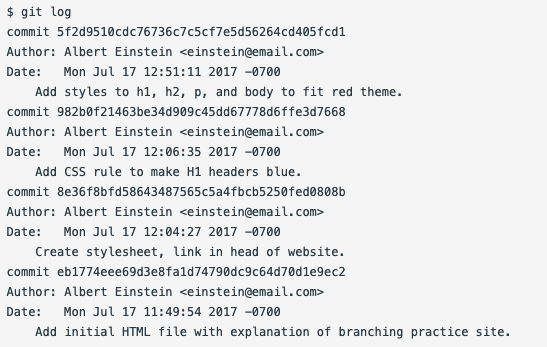 $ git log
commit 5f2d9510cdc76736c7c5cf7e5d56264cd405fcd1
Author: Albert Einstein <einstein@email.com>
Date:   Mon Jul 17 12:51:11 2017 -0700
    Add styles to h1, h2, p, and body to fit red theme.
commit 982b0f21463be34d909c45dd67778d6ffe3d7668
Author: Albert Einstein <einstein@email.com>
Date:   Mon Jul 17 12:06:35 2017 -0700
    Add CSS rule to make H1 headers blue.
commit 8e36f8bfd58643487565c5a4fbcb5250fed0808b
Author: Albert Einstein <einstein@email.com>
Date:   Mon Jul 17 12:04:27 2017 -0700
    Create stylesheet, link in head of website.
commit eb1774eee69d3e8fa1d74790dc9c64d70d1e9ec2
Author: Albert Einstein <einstein@email.com>
Date:   Mon Jul 17 11:49:54 2017 -0700
    Add initial HTML file with explanation of branching practice site.